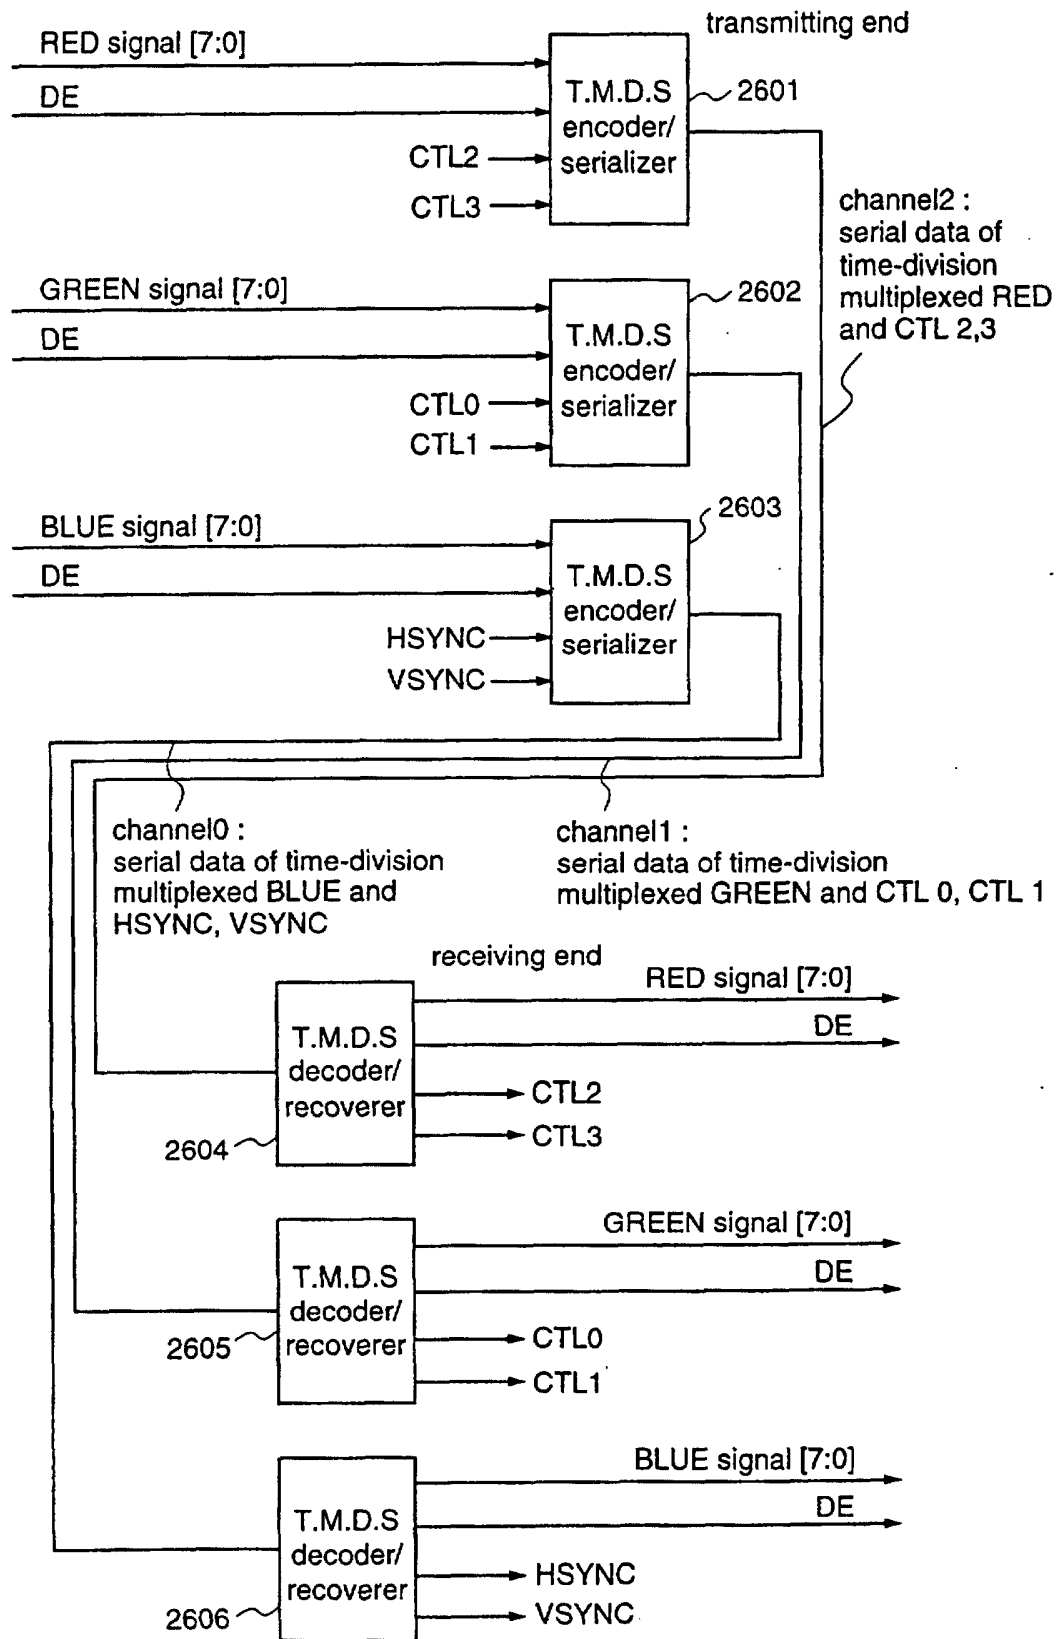 transmitting end
RED signal [7:0]
DE
CTL2
CTL3
T.M.D.S
encoder/
serializer
2601
channel2 :
serial data of
time-division
multiplexed RED
and CTL 2,3
GREEN signal [7:0]
DE
CTL0
CTL1
T.M.D.S
encoder/
serializer
2602
BLUE signal [7:0]
DE
HSYNC
VSYNC
T.M.D.S
encoder/
serializer
2603
channel0 :
serial data of time-division
multiplexed BLUE and
HSYNC, VSYNC
channel1 :
serial data of time-division
multiplexed GREEN and CTL 0, CTL 1
receiving end
T.M.D.S
decoder/
recoverer
2604
RED signal [7:0]
DE
CTL2
CTL3
T.M.D.S
decoder/
recoverer
2605
GREEN signal [7:0]
DE
CTL0
CTL1
T.M.D.S
decoder/
recoverer
2606
BLUE signal [7:0]
DE
HSYNC
VSYNC